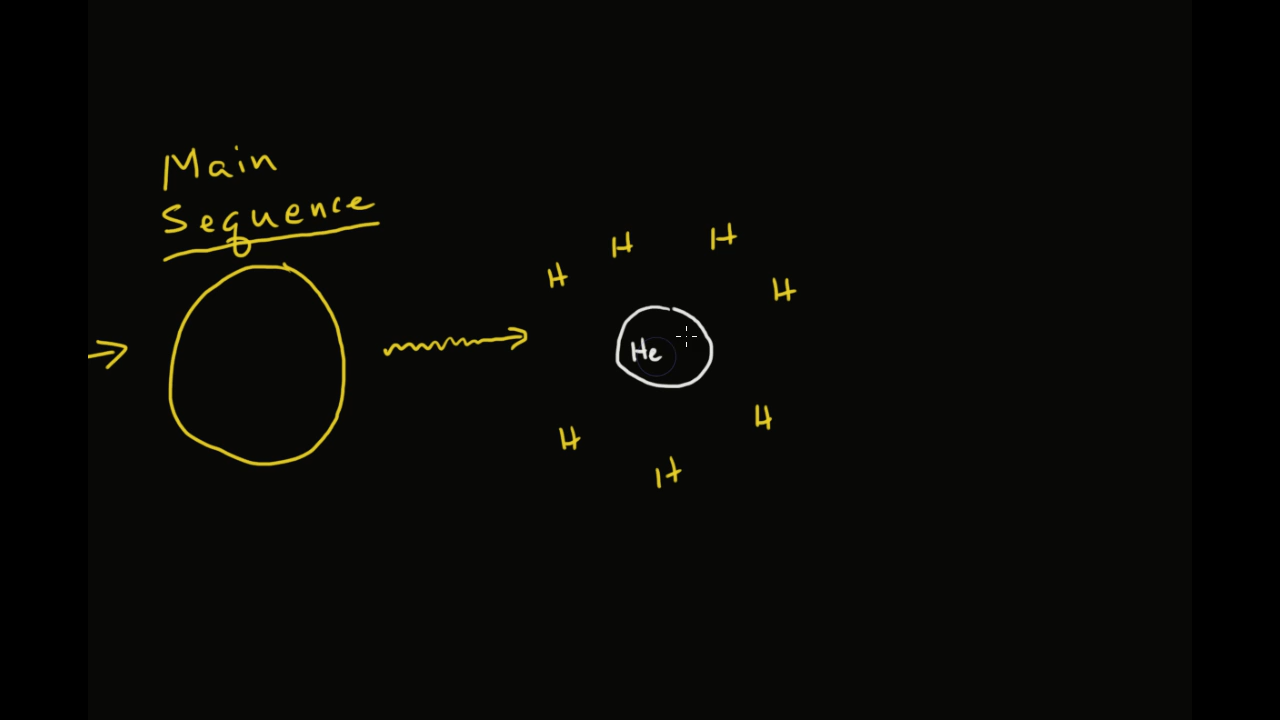 Main
Sequence
H H H H
He
H H H